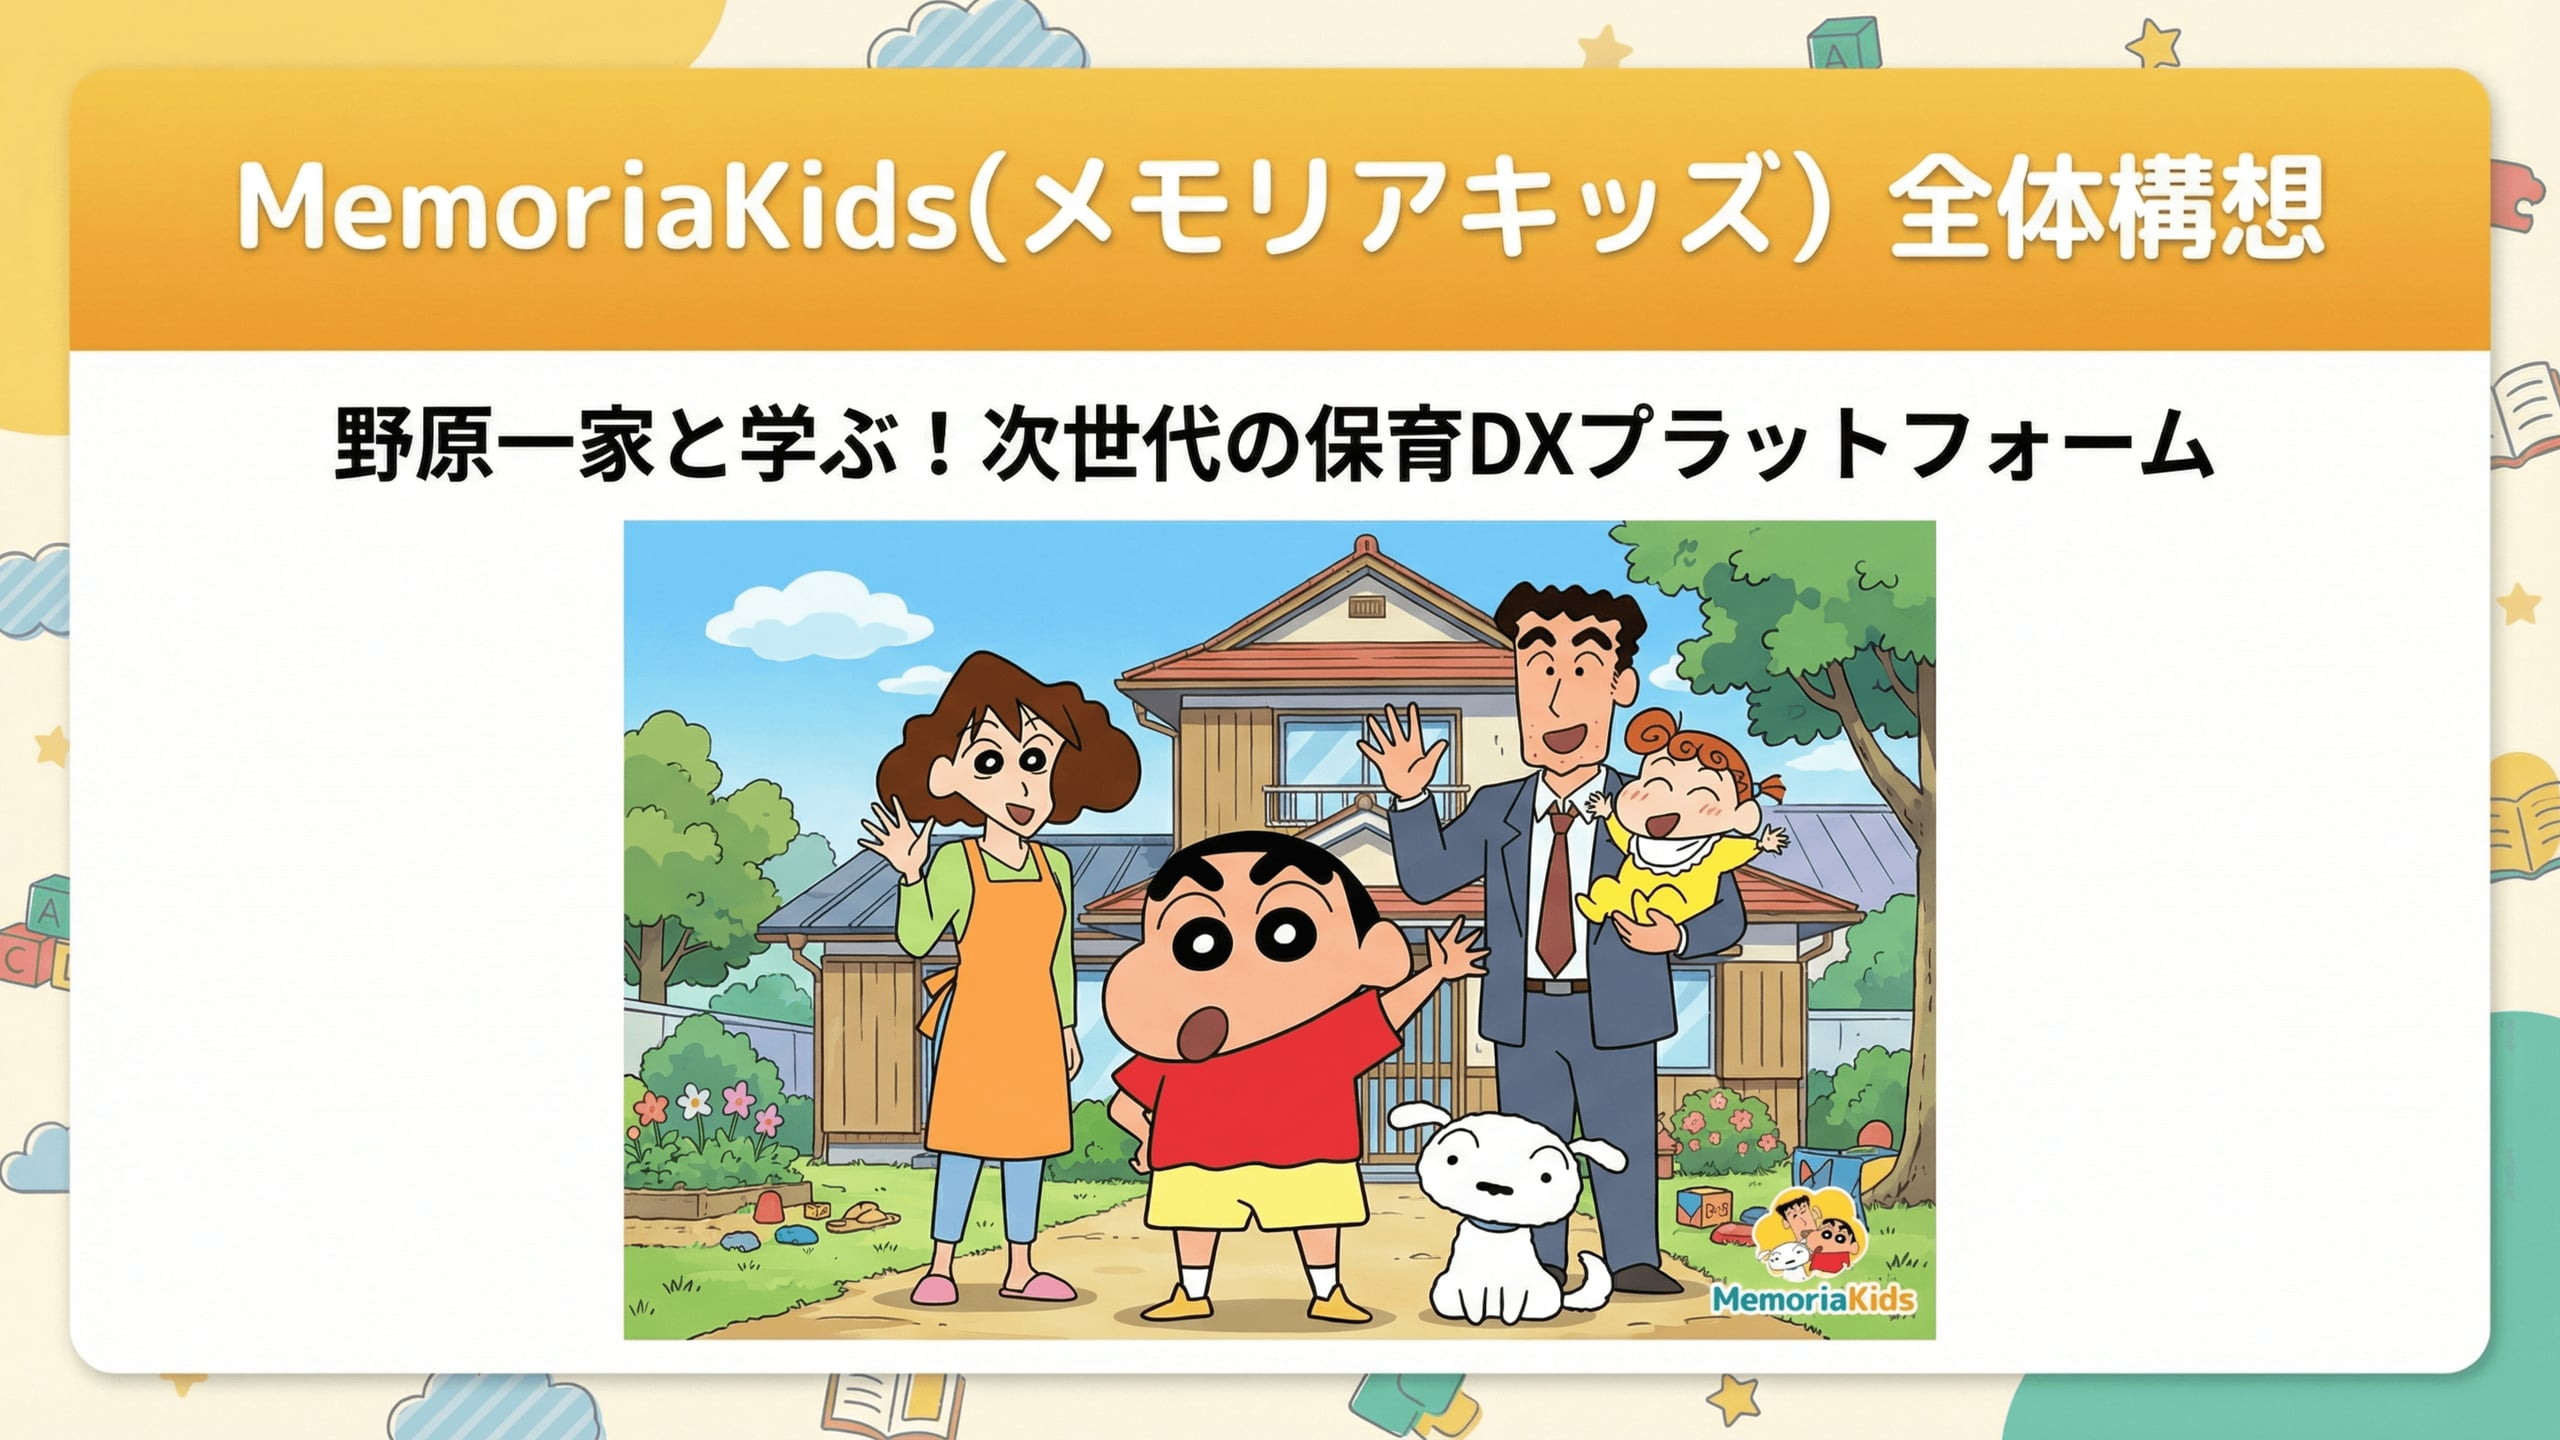 MemoriaKids(メモリアキッズ) 全体構想
野原一家と学ぶ！次世代の保育DXプラットフォーム
MemoriaKids
A
A
C